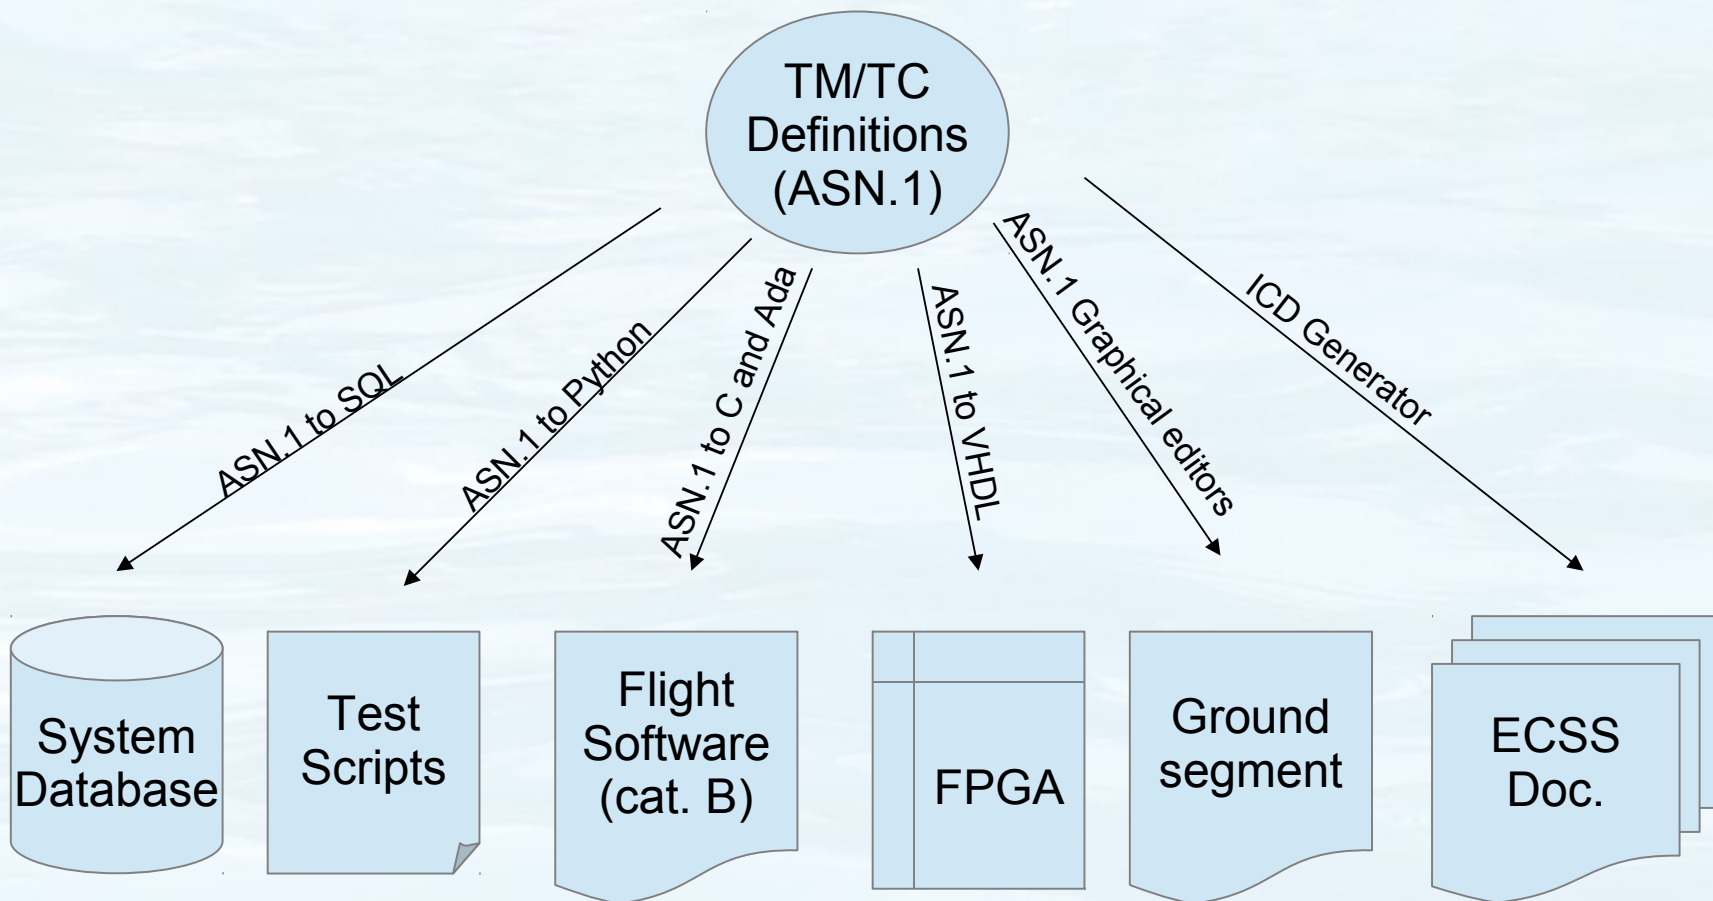 TM/TC
Definitions
(ASN.1)
ASN.1 to SQL
ASN.1 to Python
ASN.1 to C and Ada
ASN.1 to VHDL
ASN.1 Graphical editors
ICD Generator
System
Database
Test
Scripts
Flight
Software
(cat. B)
FPGA
Ground
segment
ECSS
Doc.